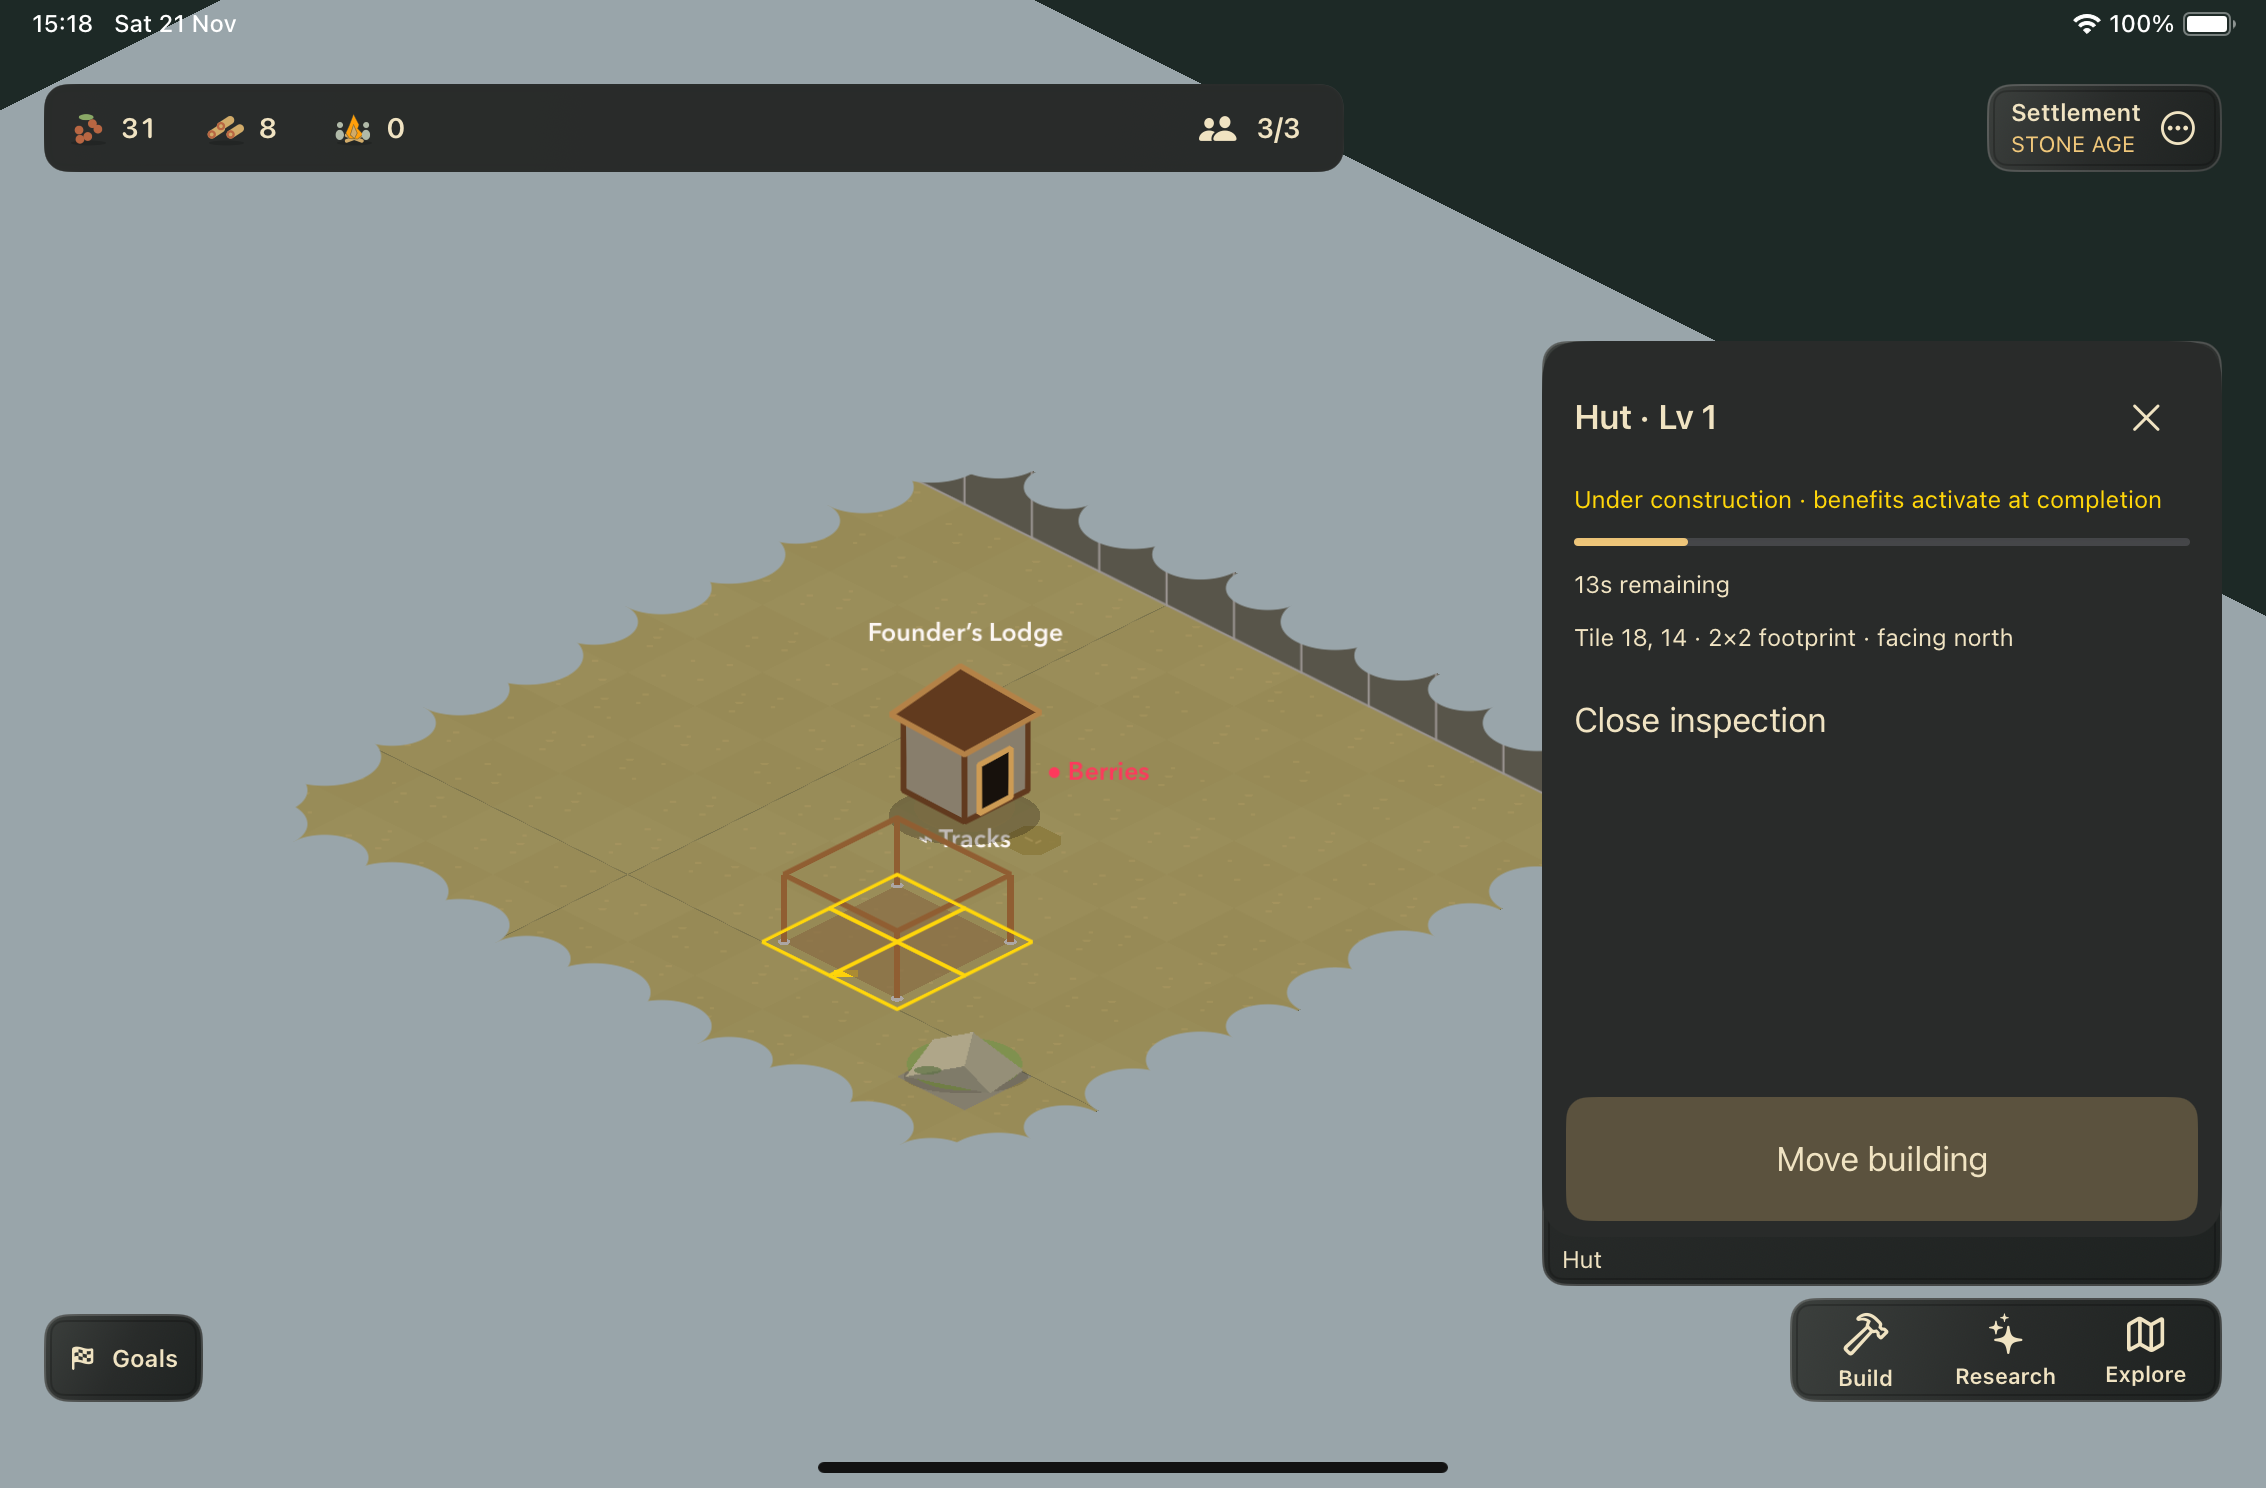 15:18 Sat 21 Nov
100%
31
8
0
3/3
Settlement
STONE AGE
Hut · Lv 1
Under construction · benefits activate at completion
13s remaining
Tile 18, 14 · 2×2 footprint · facing north
Close inspection
Founder’s Lodge
• Berries
Tracks
Move building
Hut
Goals
Build
Research
Explore